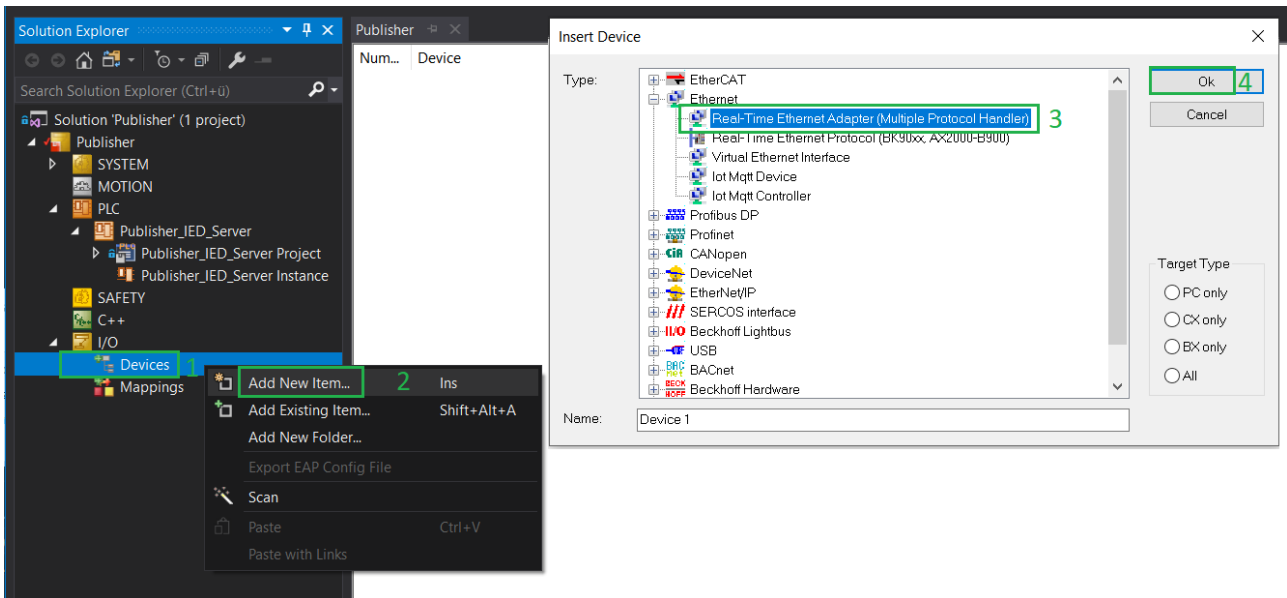 Solution Explorer
Search Solution Explorer (Ctrl+ü)
Solution 'Publisher' (1 project)
Publisher
SYSTEM
MOTION
PLC
Publisher_IED_Server
Publisher_IED_Server Project
Publisher_IED_Server Instance
SAFETY
C++
I/O
Devices 1
Mappings
Add New Item... 2 Ins
Add Existing Item... Shift+Alt+A
Add New Folder...
Export EAP Config File
Scan
Paste Ctrl+V
Paste with Links
Publisher
Num... Device
Insert Device
Type:
EtherCAT
Ethernet
Real-Time Ethernet Adapter (Multiple Protocol Handler) 3
Real-Time Ethernet Protocol (BK90xx, AX2000-B900)
Virtual Ethernet Interface
Iot Mqtt Device
Iot Mqtt Controller
Profibus DP
Profinet
CANopen
DeviceNet
EtherNet/IP
SERCOS interface
Beckhoff Lightbus
USB
BACnet
Beckhoff Hardware
Name: Device 1
Ok 4
Cancel
Target Type
PC only
CX only
BX only
All